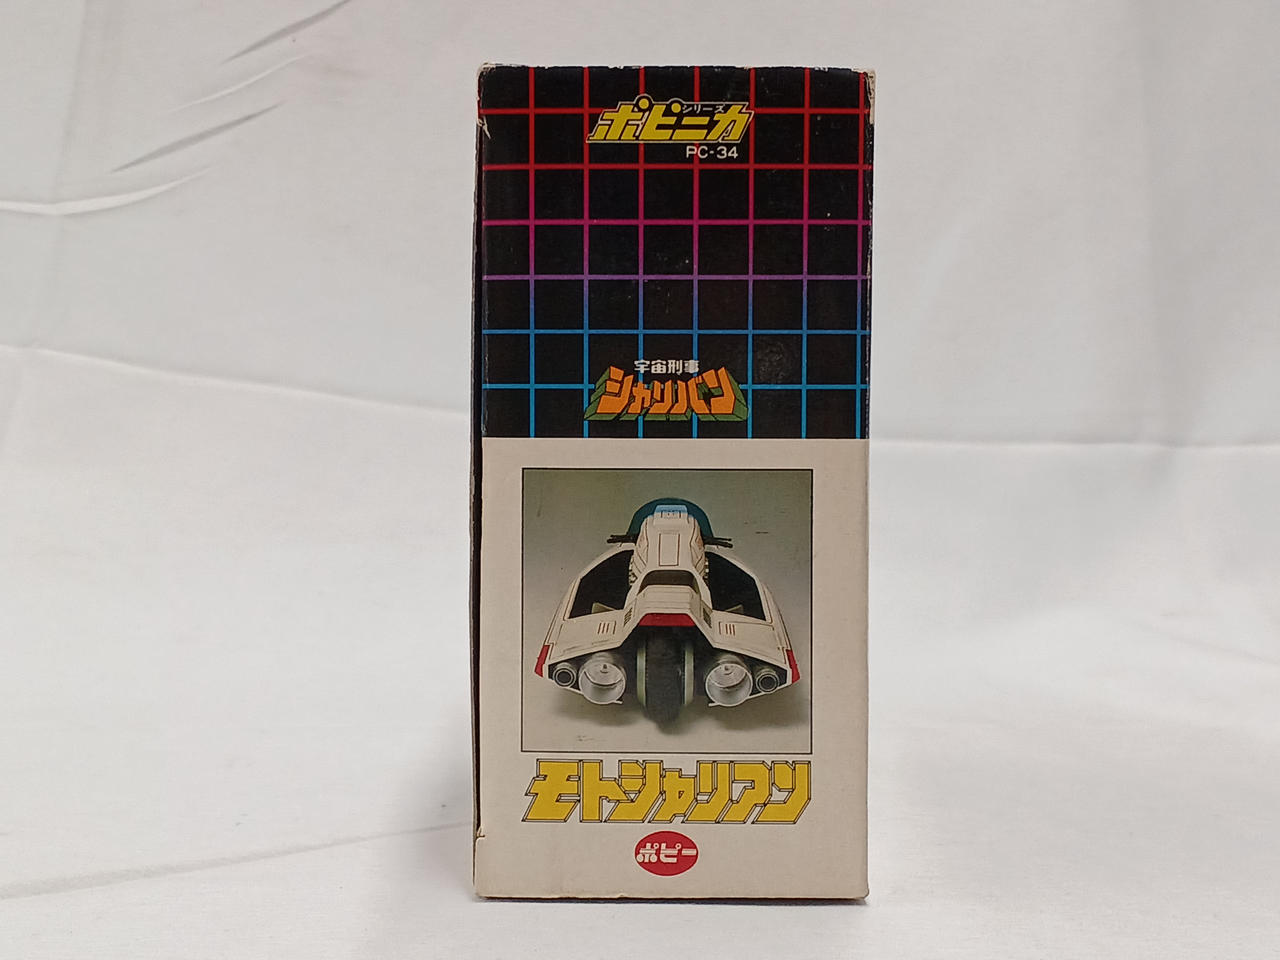 ポピニカ
シリーズ
PC-34
宇宙刑事
シャリバン
モトシャリアン
ポピー